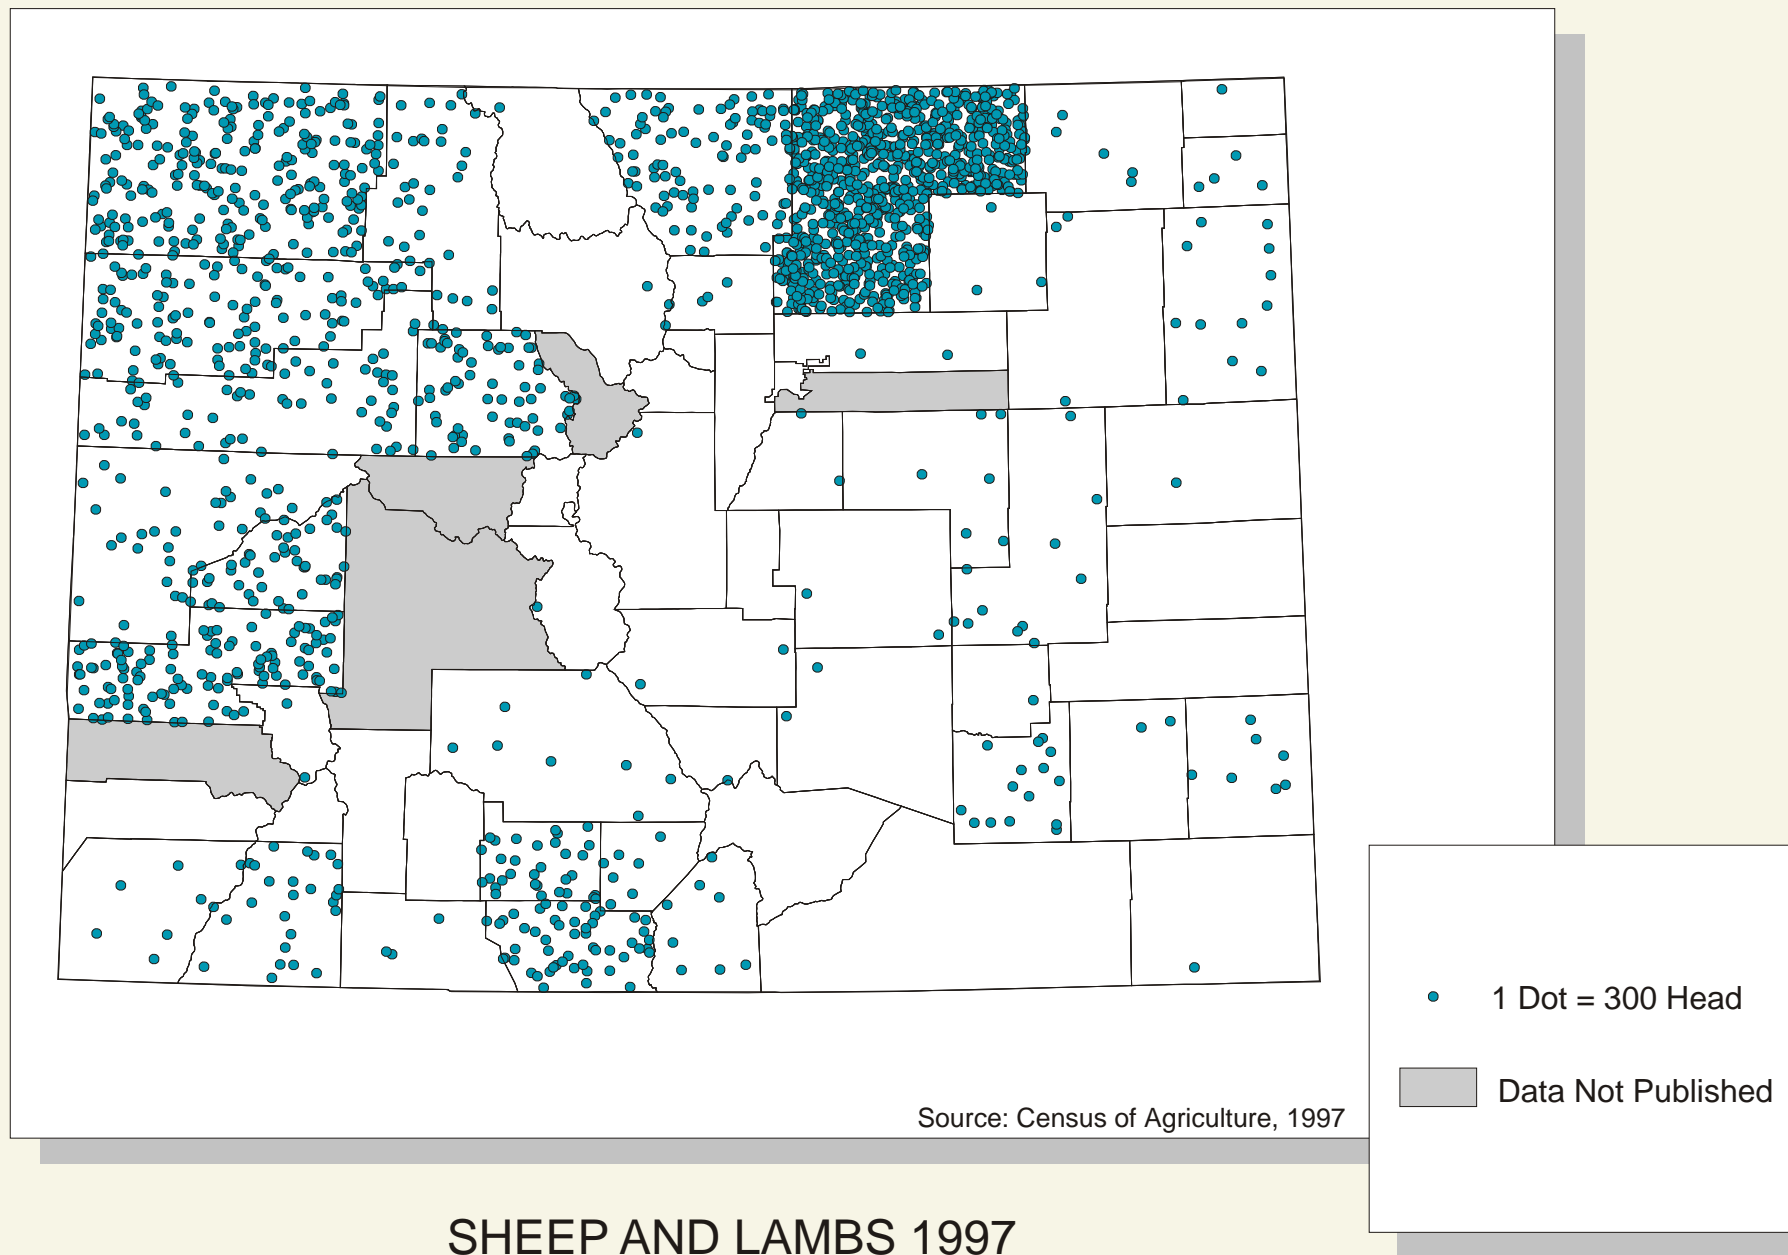 1 Dot = 300 Head
Data Not Published
Source: Census of Agriculture, 1997
SHEEP AND LAMBS 1997